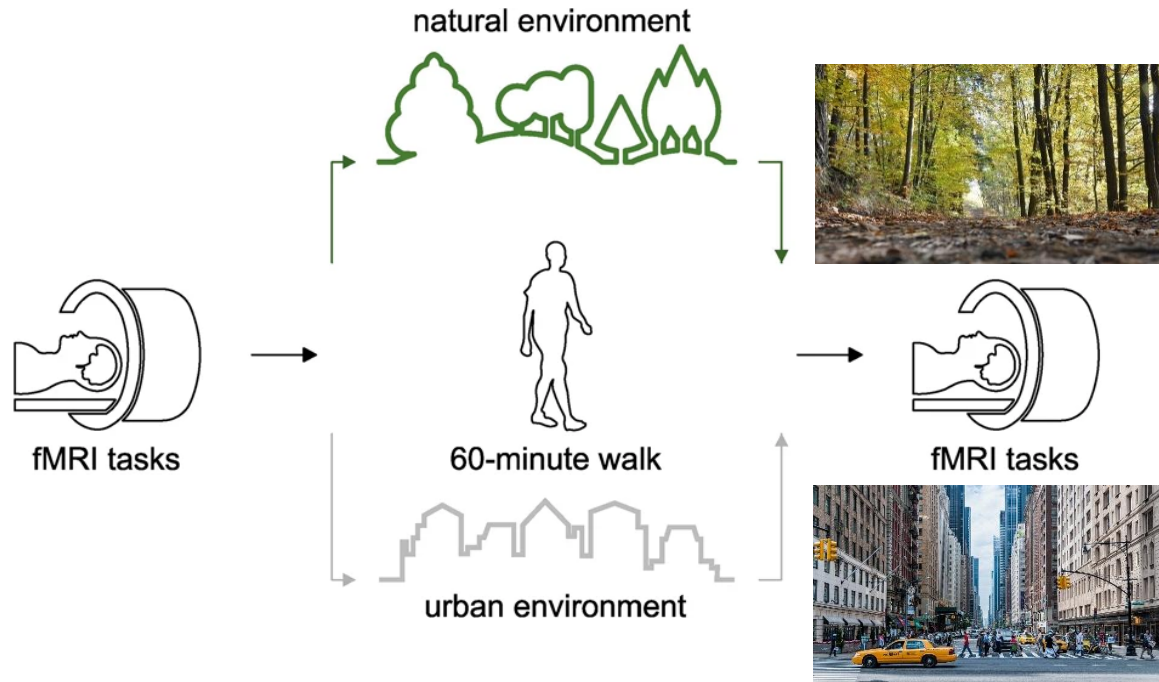 natural environment
fMRI tasks
60-minute walk
fMRI tasks
urban environment